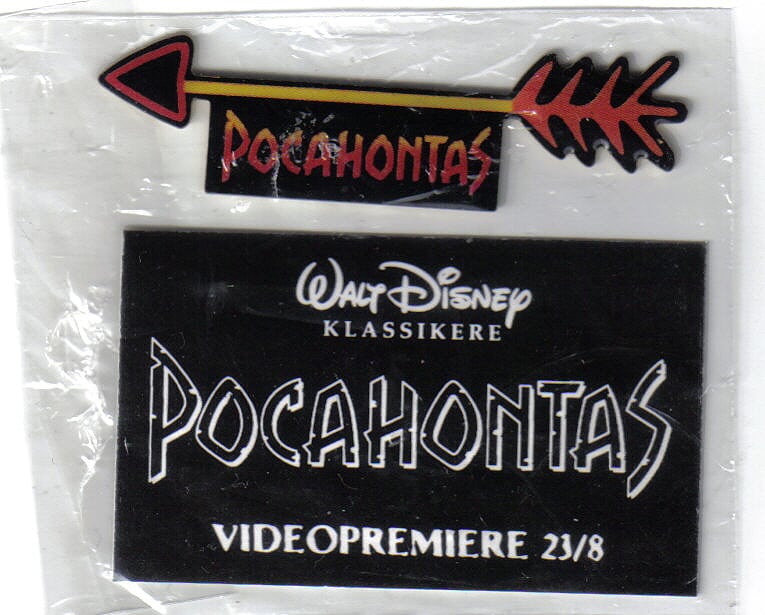 POCAHONTAS
WALT DISNEY
KLASSIKERE
POCAHONTAS
VIDEOPREMIERE 23/8